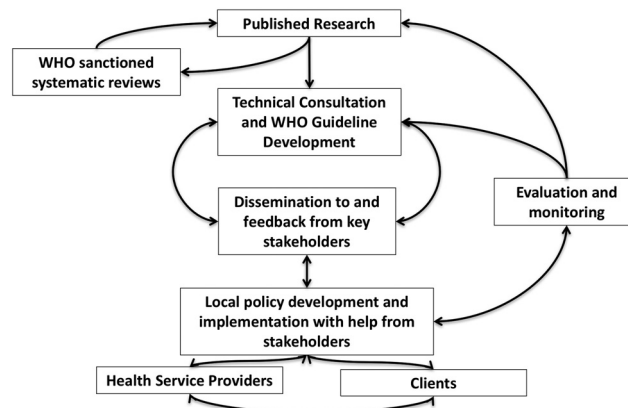 Published Research
WHO sanctioned
systematic reviews
Technical Consultation
and WHO Guideline
Development
Evaluation and
monitoring
Dissemination to and
feedback from key
stakeholders
Local policy development and
implementation with help from
stakeholders
Health Service Providers
Clients